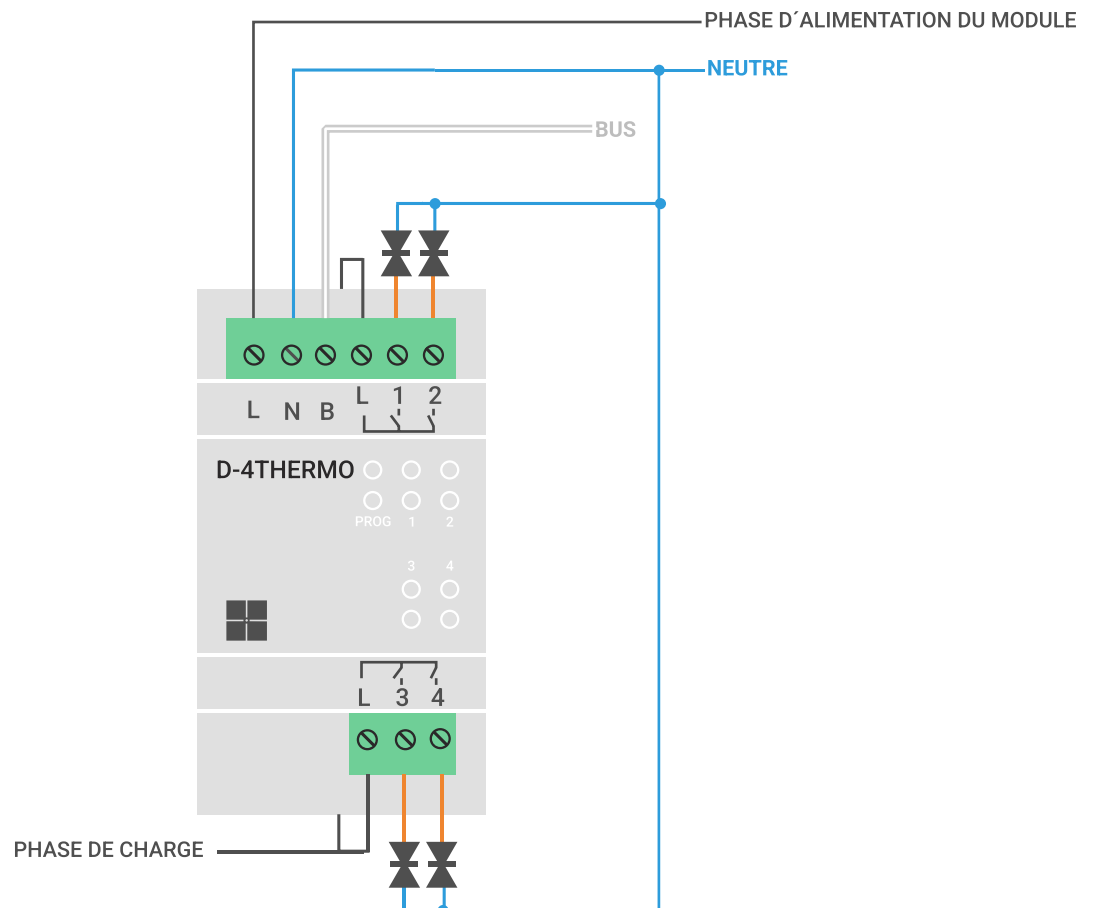 PHASE D´ALIMENTATION DU MODULE
NEUTRE
BUS
L N B L 1 2
D-4THERMO
PROG 1 2
3 4
L 3 4
PHASE DE CHARGE